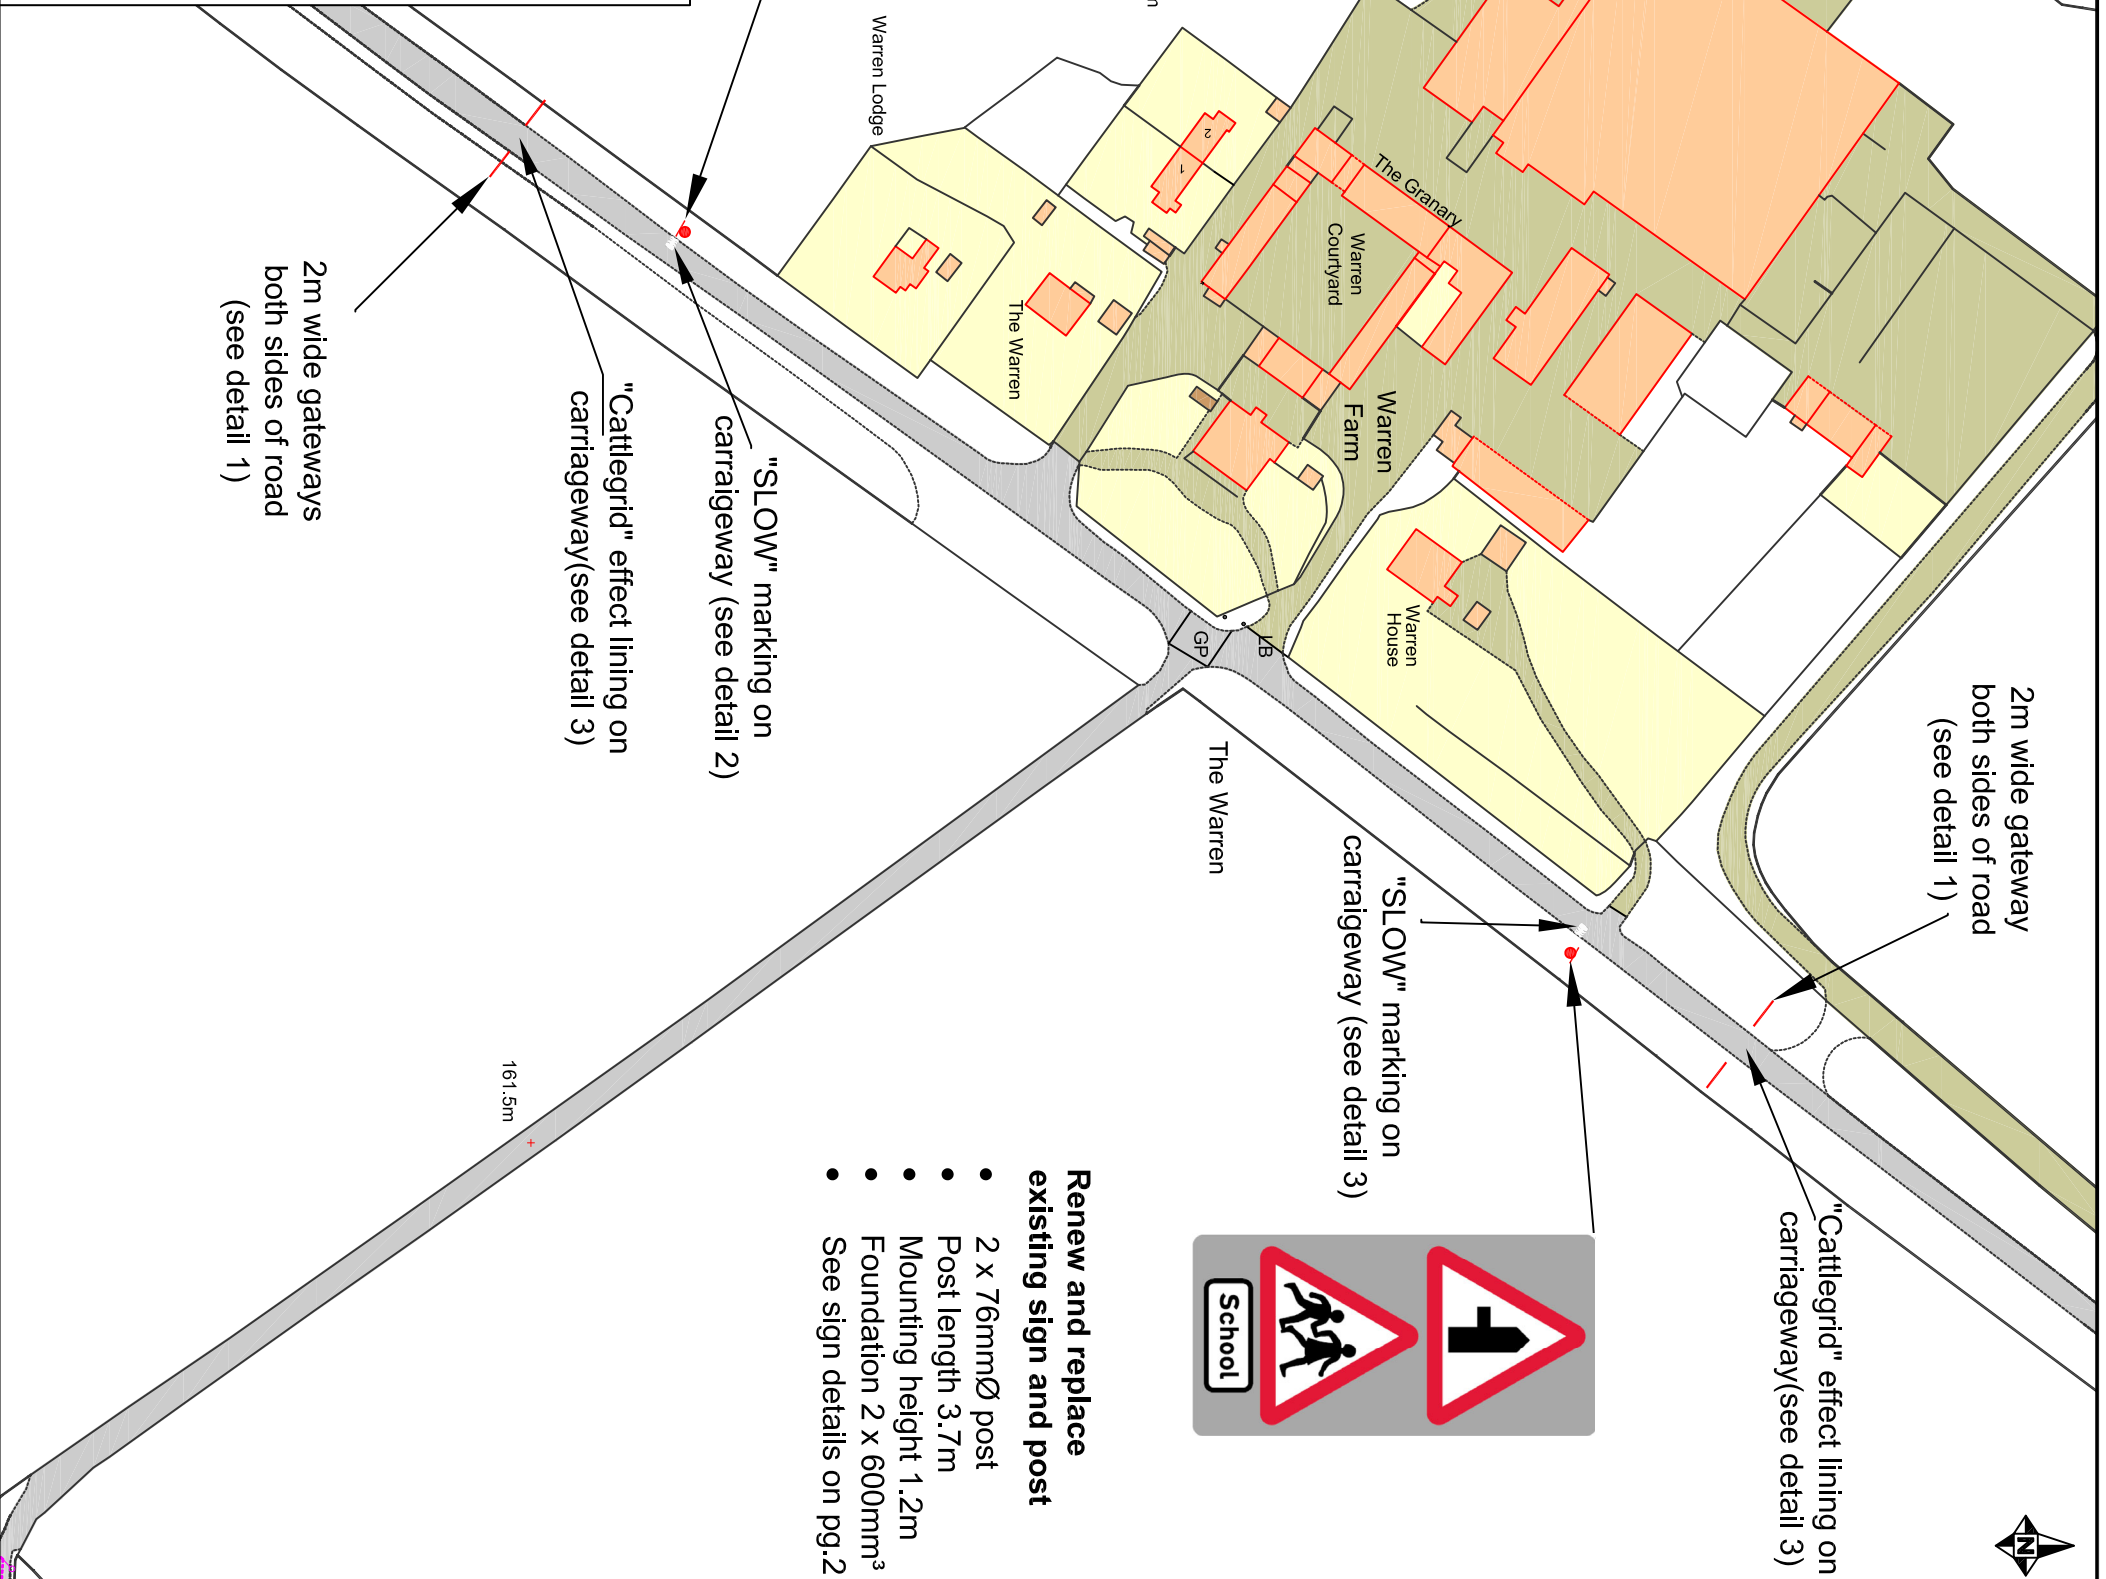 2m wide gateway
both sides of road
(see detail 1)
"Cattlegrid" effect lining on
carriageway(see detail 3)
N
"SLOW" marking on
carraigeway (see detail 3)
School
Renew and replace
existing sign and post
• 2 x 76mmØ post
• Post length 3.7m
• Mounting height 1.2m
• Foundation 2 x 600mm³
• See sign details on pg.2
The Granary
Warren
Courtyard
Warren
Farm
Warren
House
LB
GP
The Warren
2
1
Warren Lodge
The Warren
"SLOW" marking on
carraigeway (see detail 2)
"Cattlegrid" effect lining on
carriageway(see detail 3)
2m wide gateways
both sides of road
(see detail 1)
161.5m